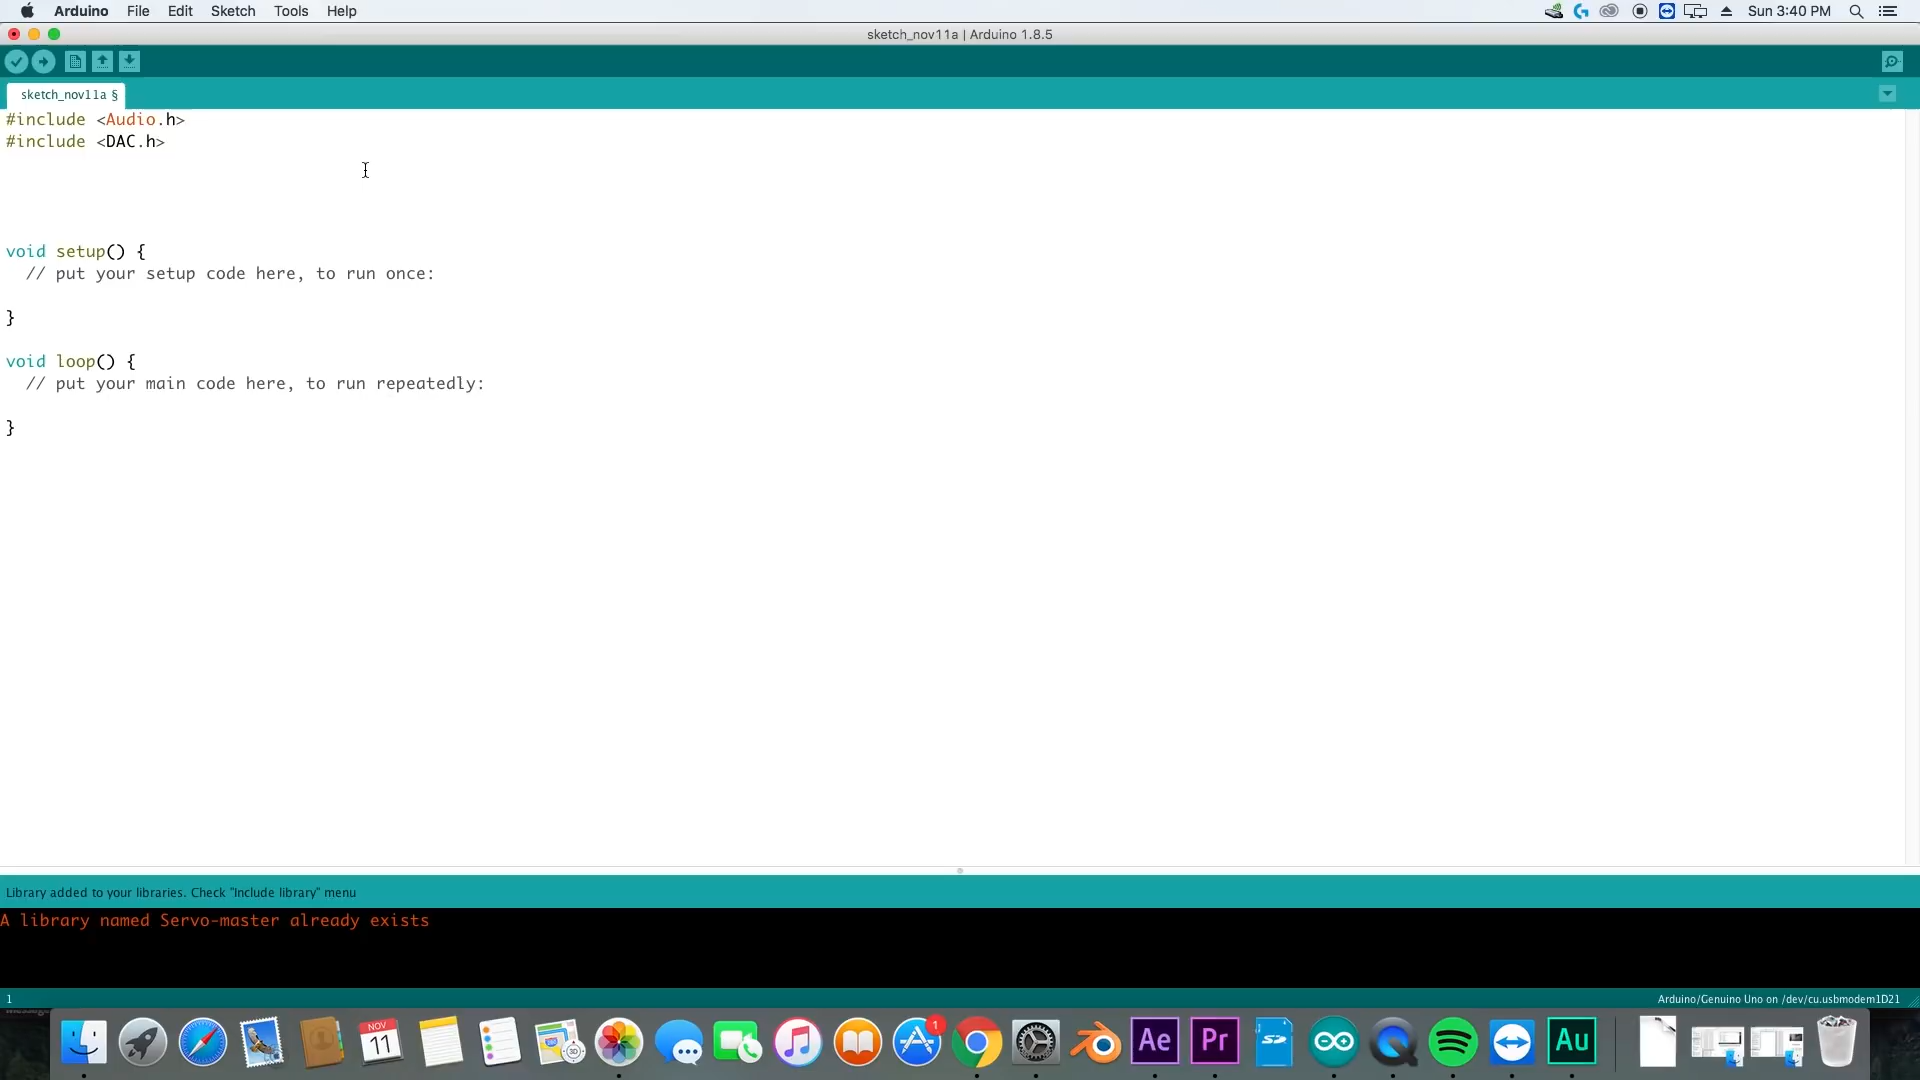 Arduino File Edit Sketch Tools Help
Sun 3:40 PM
sketch_nov11a | Arduino 1.8.5
sketch_nov11a §
#include <Audio.h>
#include <DAC.h>
void setup() {
// put your setup code here, to run once:
}
void loop() {
// put your main code here, to run repeatedly:
}
Library added to your libraries. Check "Include library" menu
A library named Servo-master already exists
1
Arduino/Genuino Uno on /dev/cu.usbmodem1D21
NOV
11
3D
1
Ae
Pr
SD
Au